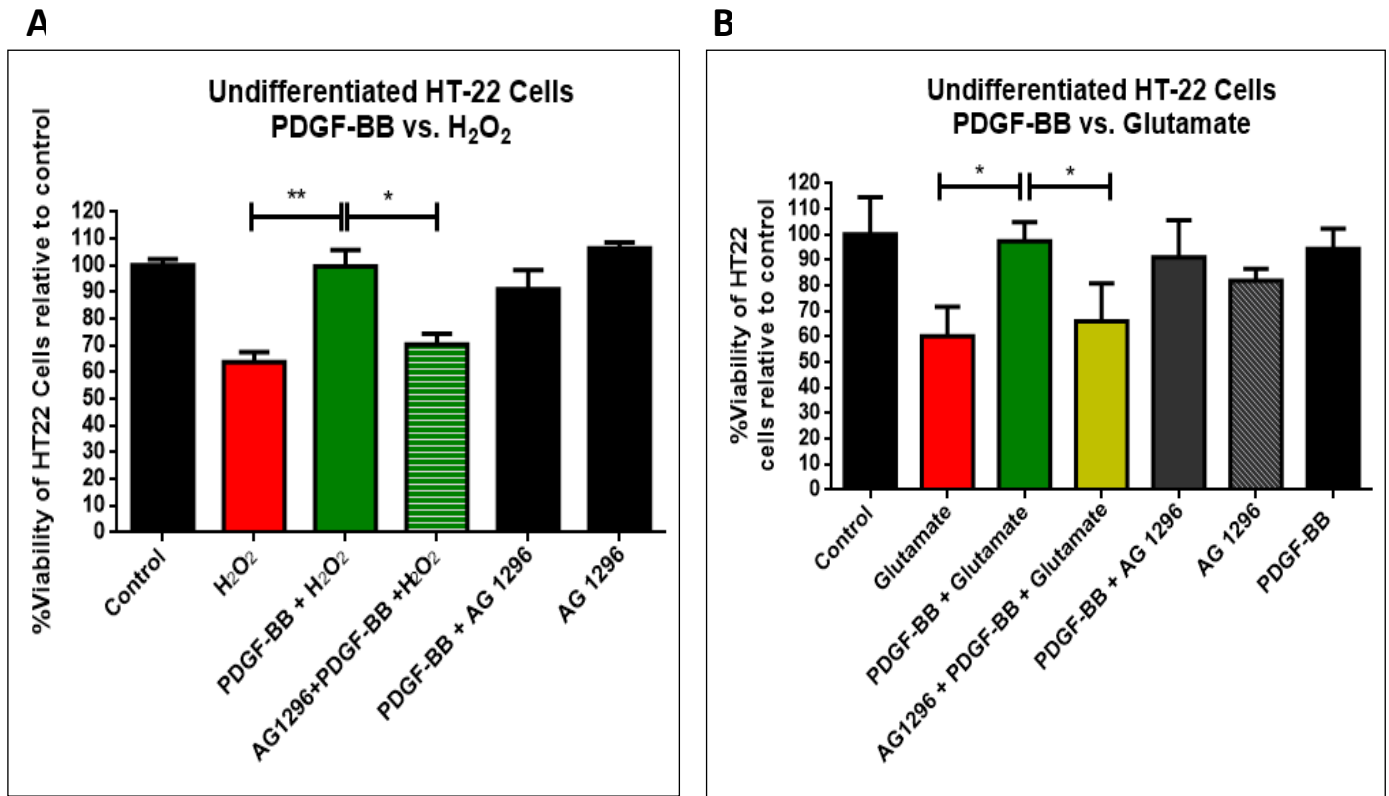 A
Undifferentiated HT-22 Cells
PDGF-BB vs. H₂O₂
%Viability of HT22 Cells relative to control
120
110
100
90
80
70
60
50
40
30
20
10
0
**
*
Control
H₂O₂
PDGF-BB + H₂O₂
AG1296+PDGF-BB +H₂O₂
PDGF-BB + AG 1296
AG 1296
B
Undifferentiated HT-22 Cells
PDGF-BB vs. Glutamate
%Viability of HT22
cells relative to control
120
110
100
90
80
70
60
50
40
30
20
10
0
*
*
Control
Glutamate
PDGF-BB + Glutamate
AG1296 + PDGF-BB + Glutamate
PDGF-BB + AG 1296
AG 1296
PDGF-BB